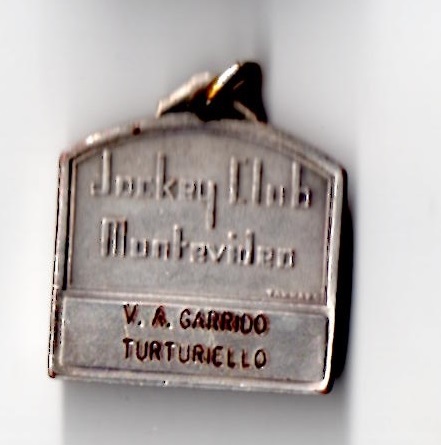 Jockey Club
Montevideo
V. A. GARRIDO
TURTURIELLO